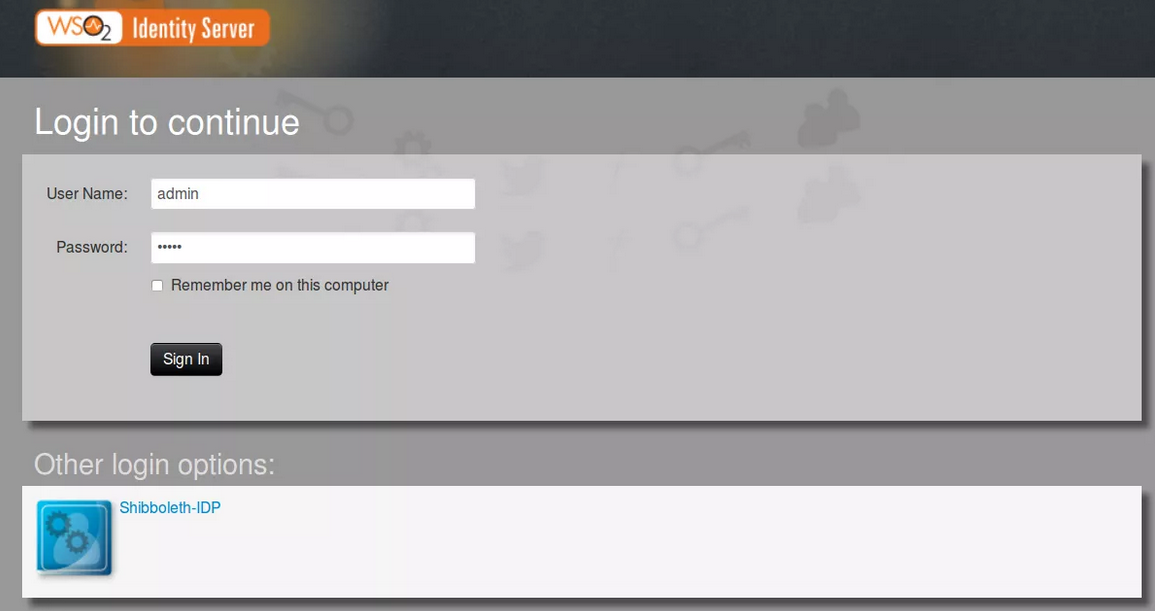 WSO2 Identity Server
Login to continue
User Name: admin
Password: •••••
Remember me on this computer
Sign In
Other login options:
Shibboleth-IDP